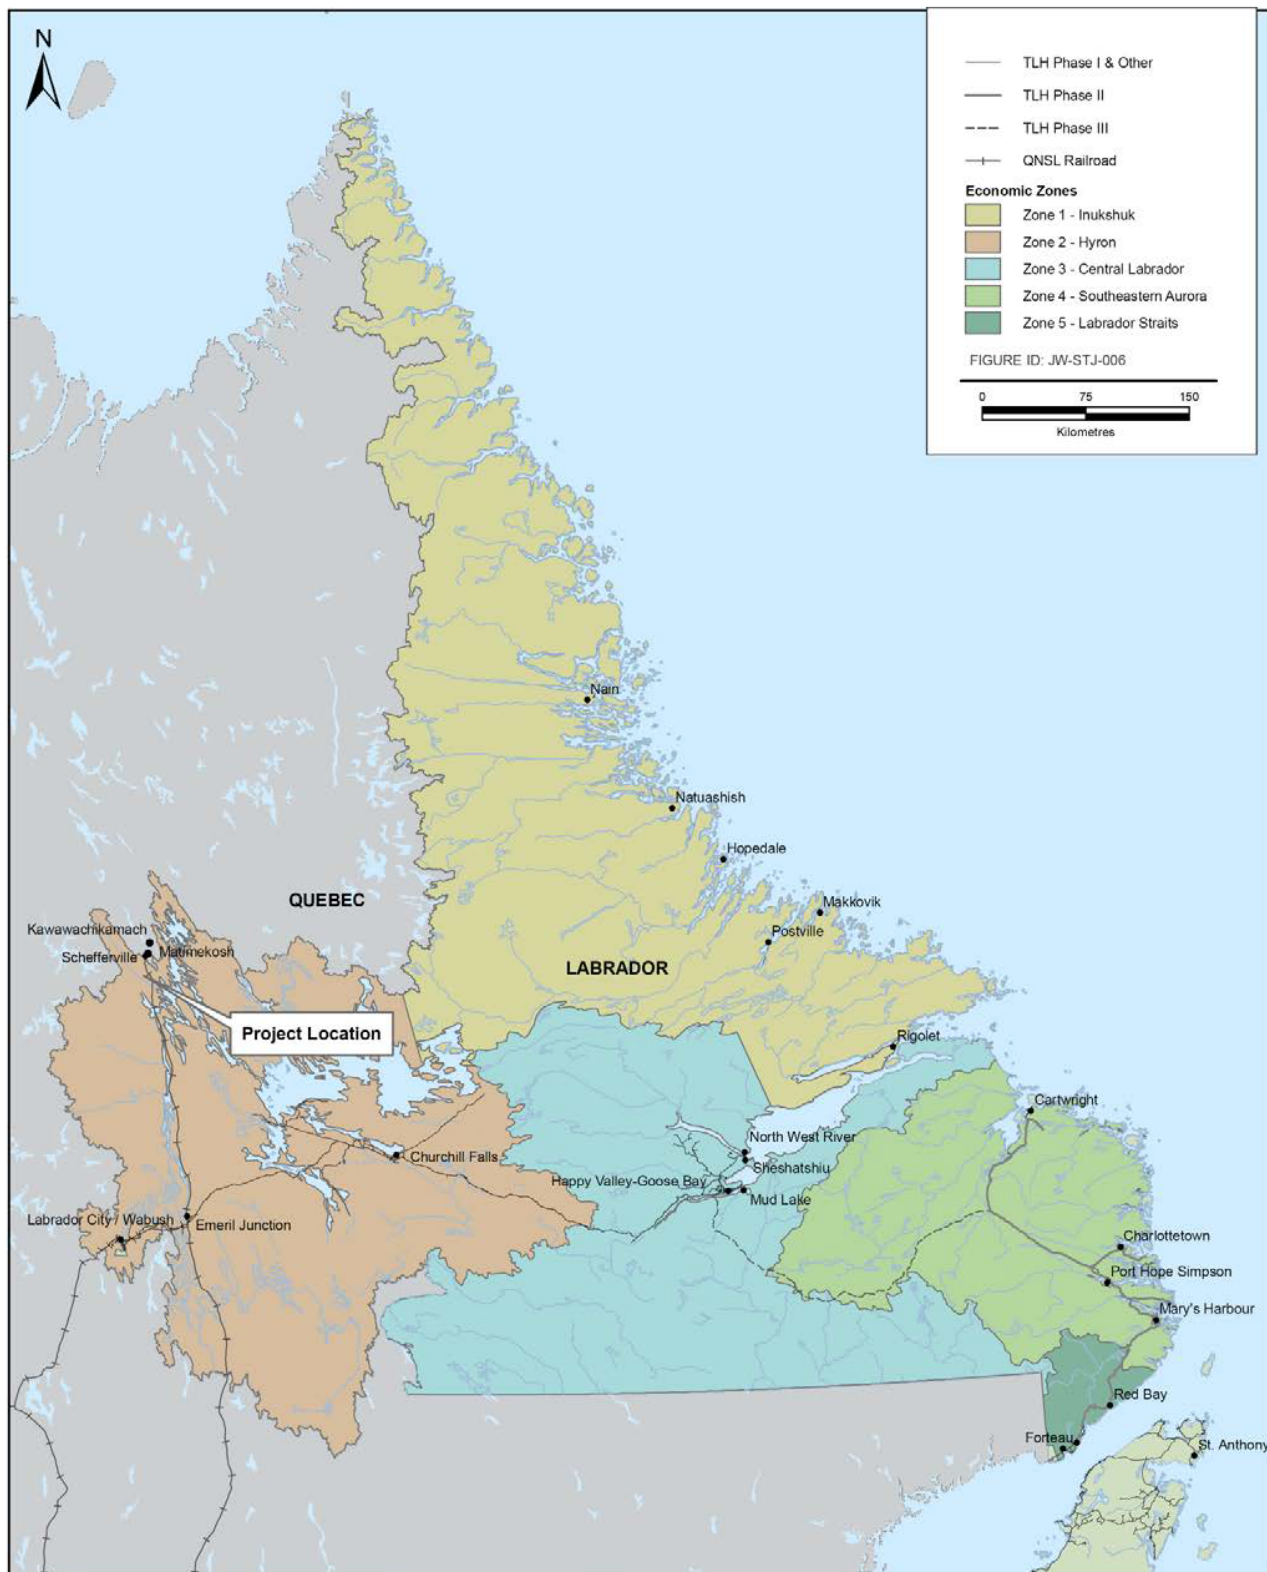 N
TLH Phase I & Other
TLH Phase II
TLH Phase III
QNSL Railroad
Economic Zones
Zone 1 - Inukshuk
Zone 2 - Hyron
Zone 3 - Central Labrador
Zone 4 - Southeastern Aurora
Zone 5 - Labrador Straits
FIGURE ID: JW-STJ-006
0 75 150
Kilometres
Nain
Natuashish
Hopedale
QUEBEC
Makkovik
Kawawachikamach
Postville
Schefferville
Matimekosh
LABRADOR
Project Location
Rigolet
Cartwright
North West River
Churchill Falls
Sheshatshiu
Happy Valley-Goose Bay
Mud Lake
Labrador City / Wabush
Emeril Junction
Charlottetown
Port Hope Simpson
Mary's Harbour
Red Bay
Forteau
St. Anthony